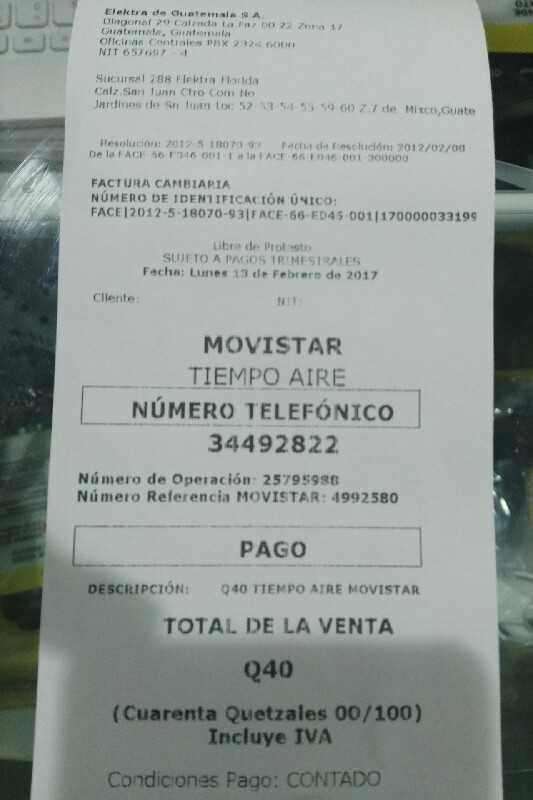 Elektra de Guatemala S.A.
Diagonal 29 Calzada La Paz 00 22 Zona 17
Guatemala, Guatemala
Oficinas Centrales PBX 2324 6000
NIT 657697 - 4
Sucursal 288 Elektra Florida
Calz.San Juan Ctro Com No
Jardines de Sn Juan Loc 52-53-54-55-59-60 Z.7 de Mixco,Guate
Resolución: 2012-5-18070-93 Fecha de Resolución: 2012/02/08
De la FACE-66-E046-001-1 a la FACE-66-E046-001-300000
FACTURA CAMBIARIA
NÚMERO DE IDENTIFICACIÓN ÚNICO:
FACE|2012-5-18070-93|FACE-66-E045-001|170000033199
Libre de Protesto
SUJETO A PAGOS TRIMESTRALES
Fecha: Lunes 13 de Febrero de 2017
Cliente: NIT:
MOVISTAR
TIEMPO AIRE
NÚMERO TELEFÓNICO
34492822
Número de Operación: 25795988
Número Referencia MOVISTAR: 4992580
PAGO
DESCRIPCIÓN: Q40 TIEMPO AIRE MOVISTAR
TOTAL DE LA VENTA
Q40
(Cuarenta Quetzales 00/100)
Incluye IVA
Condiciones Pago: CONTADO